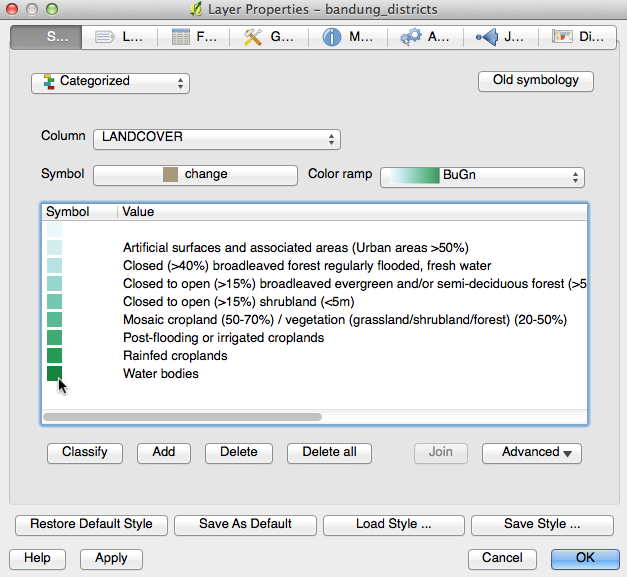 Layer Properties – bandung_districts
S... L... F... G... M... A... J... Di...
Categorized Old symbology
Column LANDCOVER
Symbol change Color ramp BuGn
Symbol Value
Artificial surfaces and associated areas (Urban areas >50%)
Closed (>40%) broadleaved forest regularly flooded, fresh water
Closed to open (>15%) broadleaved evergreen and/or semi-deciduous forest (>5
Closed to open (>15%) shrubland (<5m)
Mosaic cropland (50-70%) / vegetation (grassland/shrubland/forest) (20-50%)
Post-flooding or irrigated croplands
Rainfed croplands
Water bodies
Classify Add Delete Delete all Join Advanced
Restore Default Style Save As Default Load Style ... Save Style ...
Help Apply Cancel OK